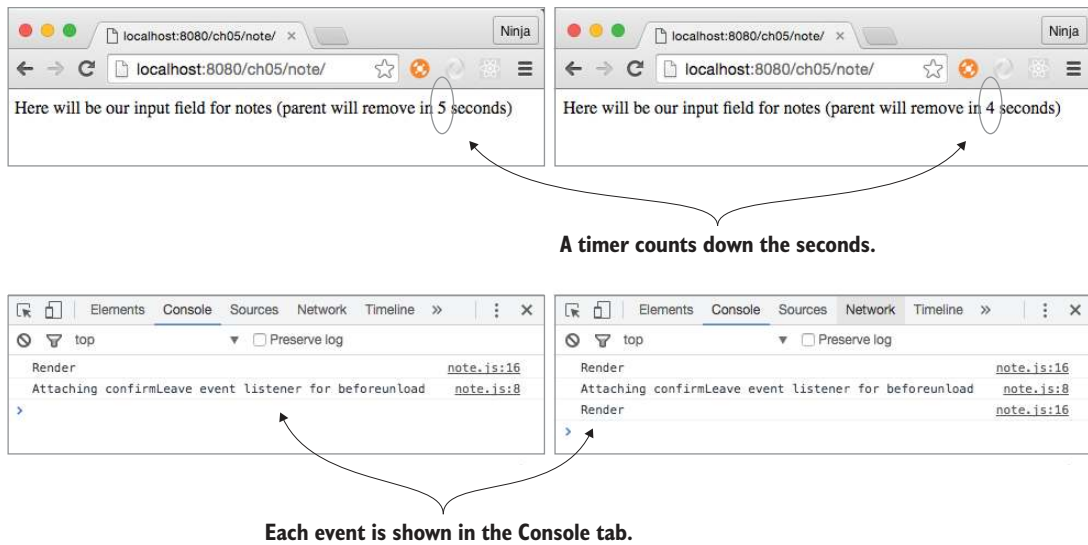 localhost:8080/ch05/note/ ×
Ninja
localhost:8080/ch05/note/
Here will be our input field for notes (parent will remove in 5 seconds)
localhost:8080/ch05/note/ ×
Ninja
localhost:8080/ch05/note/
Here will be our input field for notes (parent will remove in 4 seconds)
A timer counts down the seconds.
Elements Console Sources Network Timeline » ⋮ ×
top ▼ Preserve log
Render note.js:16
Attaching confirmLeave event listener for beforeunload note.js:8
>
Elements Console Sources Network Timeline » ⋮ ×
top ▼ Preserve log
Render note.js:16
Attaching confirmLeave event listener for beforeunload note.js:8
Render note.js:16
>
Each event is shown in the Console tab.